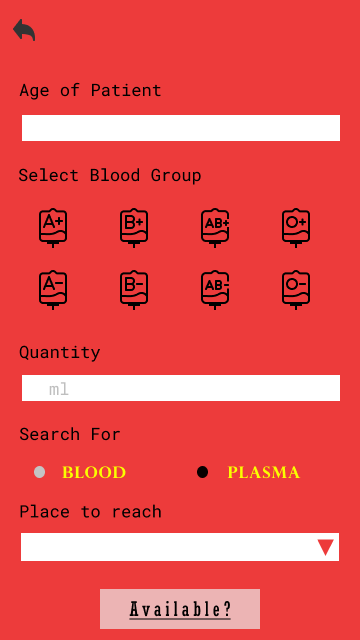 Age of Patient
Select Blood Group
A+ B+ AB+ O+
A- B- AB- O-
Quantity
ml
Search For
BLOOD PLASMA
Place to reach
Available?